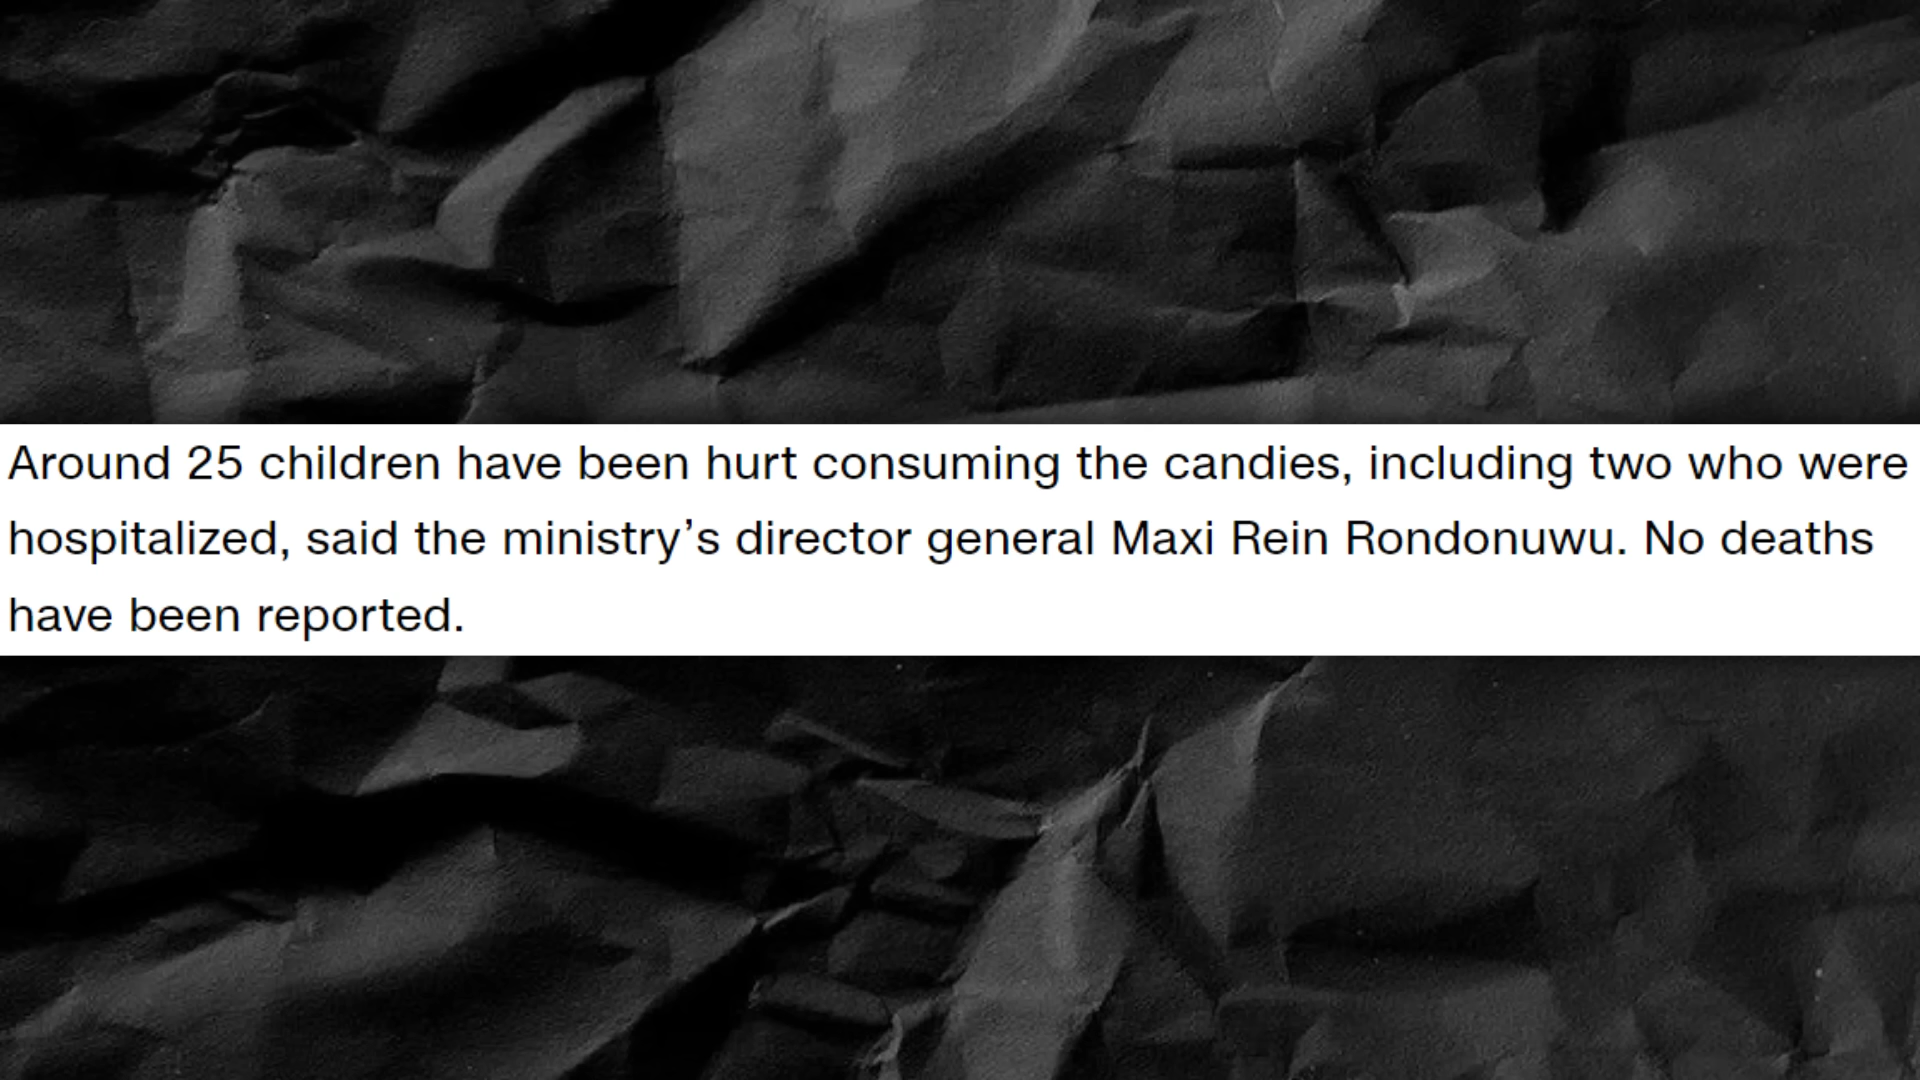 Around 25 children have been hurt consuming the candies, including two who were
hospitalized, said the ministry’s director general Maxi Rein Rondonuwu. No deaths
have been reported.